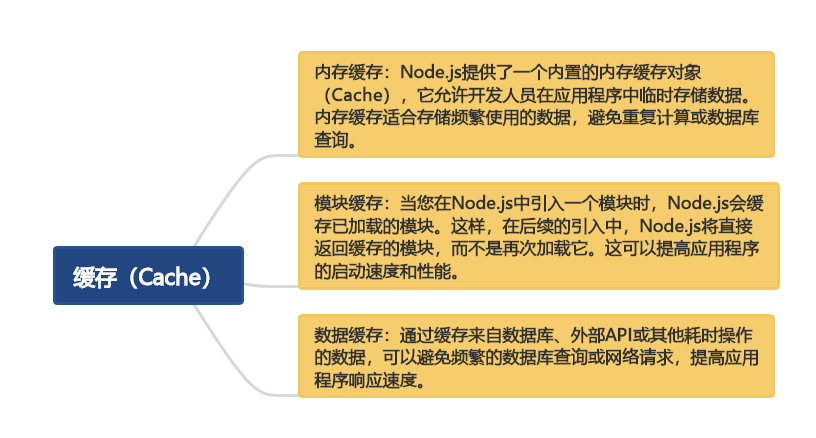 内存缓存：Node.js提供了一个内置的内存缓存对象
（Cache），它允许开发人员在应用程序中临时存储数据。
内存缓存适合存储频繁使用的数据，避免重复计算或数据库
查询。
模块缓存：当您在Node.js中引入一个模块时，Node.js会缓
存已加载的模块。这样，在后续的引入中，Node.js将直接
返回缓存的模块，而不是再次加载它。这可以提高应用程序
的启动速度和性能。
缓存（Cache）
数据缓存：通过缓存来自数据库、外部API或其他耗时操作
的数据，可以避免频繁的数据库查询或网络请求，提高应用
程序响应速度。